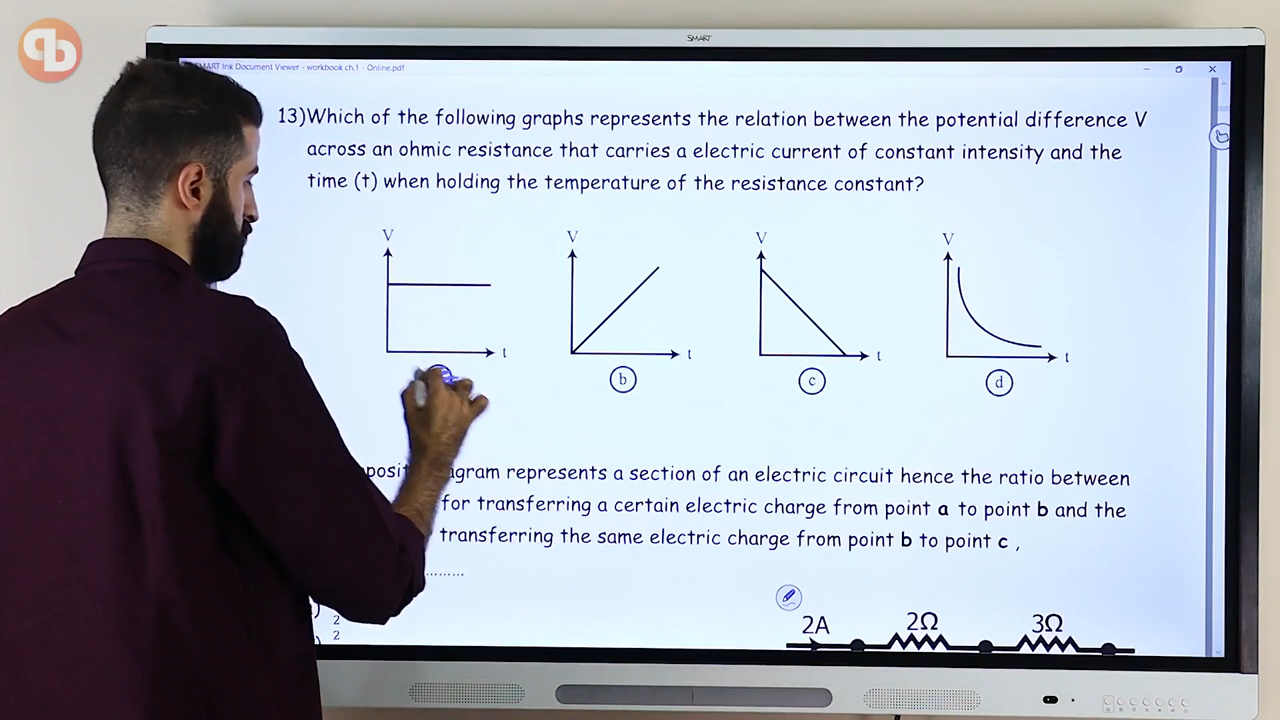 SMART
SMART Ink Document Viewer - workbook ch.1 - Online.pdf
13)Which of the following graphs represents the relation between the potential difference V
across an ohmic resistance that carries a electric current of constant intensity and the
time (t) when holding the temperature of the resistance constant?
V V V V
t t t t
b c d
agram represents a section of an electric circuit hence the ratio between
for transferring a certain electric charge from point a to point b and the
transferring the same electric charge from point b to point c ,
..........
2
2
2A 2Ω 3Ω